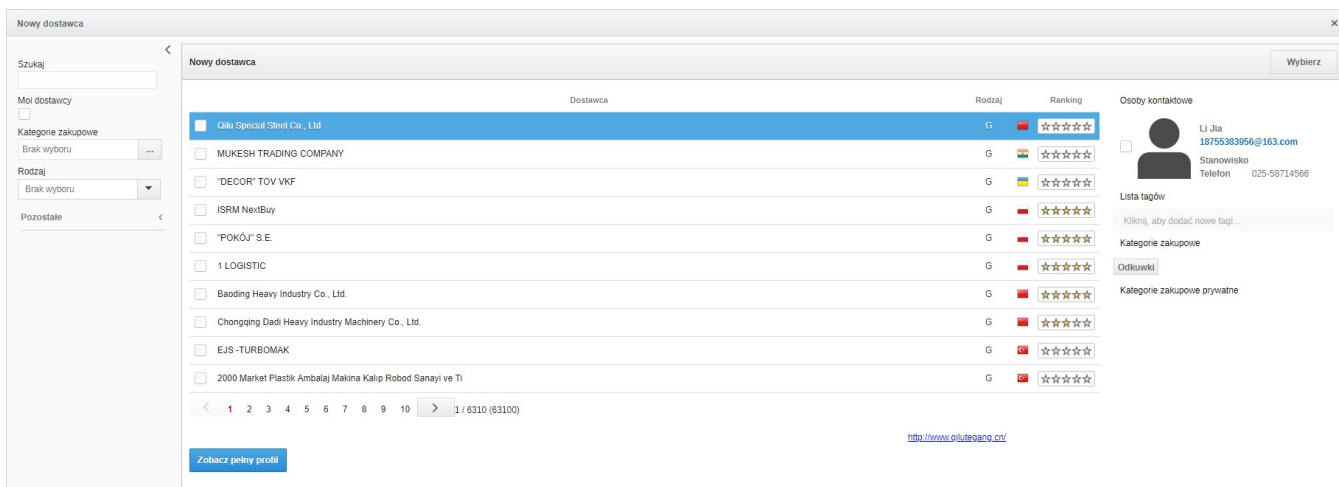 Nowy dostawca
Szukaj
Moi dostawcy
Kategorie zakupowe
Brak wyboru ...
Rodzaj
Brak wyboru
Pozostałe
Nowy dostawca
Wybierz
Dostawca Rodzaj Ranking
Qilu Special Steel Co., Ltd G
MUKESH TRADING COMPANY G
"DECOR" TOV VKF G
ISRM NextBuy G
"POKÓJ" S.E. G
1 LOGISTIC G
Baoding Heavy Industry Co., Ltd. G
Chongqing Dadi Heavy Industry Machinery Co., Ltd. G
EJS -TURBOMAK G
2000 Market Plastik Ambalaj Makina Kalıp Robod Sanayi ve Ti G
1 2 3 4 5 6 7 8 9 10 1 / 6310 (63100)
http://www.qilutegang.cn/
Zobacz pełny profil
Osoby kontaktowe
Li Jia
18755383956@163.com
Stanowisko
Telefon 025-58714566
Lista tagów
Kliknij, aby dodać nowe tagi...
Kategorie zakupowe
Odkuwki
Kategorie zakupowe prywatne